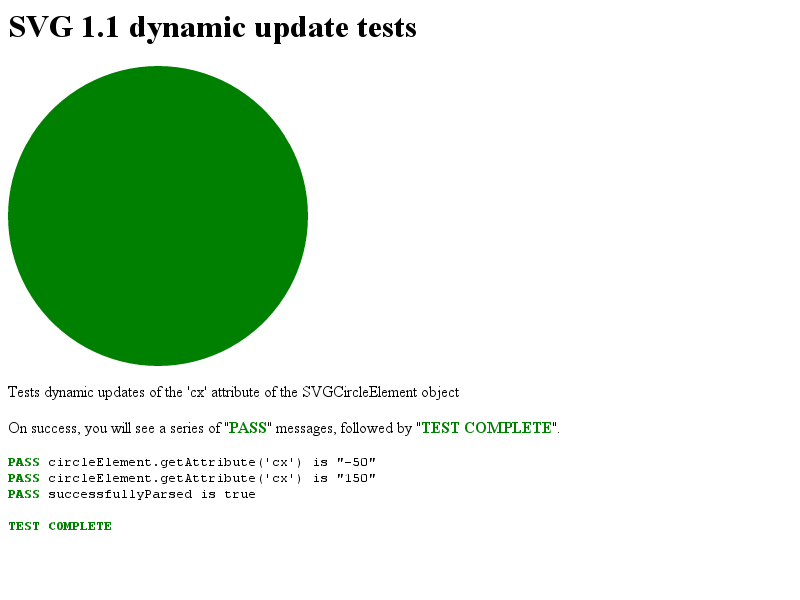 SVG 1.1 dynamic update tests
Tests dynamic updates of the 'cx' attribute of the SVGCircleElement object
On success, you will see a series of "PASS" messages, followed by "TEST COMPLETE".
PASS circleElement.getAttribute('cx') is "-50"
PASS circleElement.getAttribute('cx') is "150"
PASS successfullyParsed is true
TEST COMPLETE